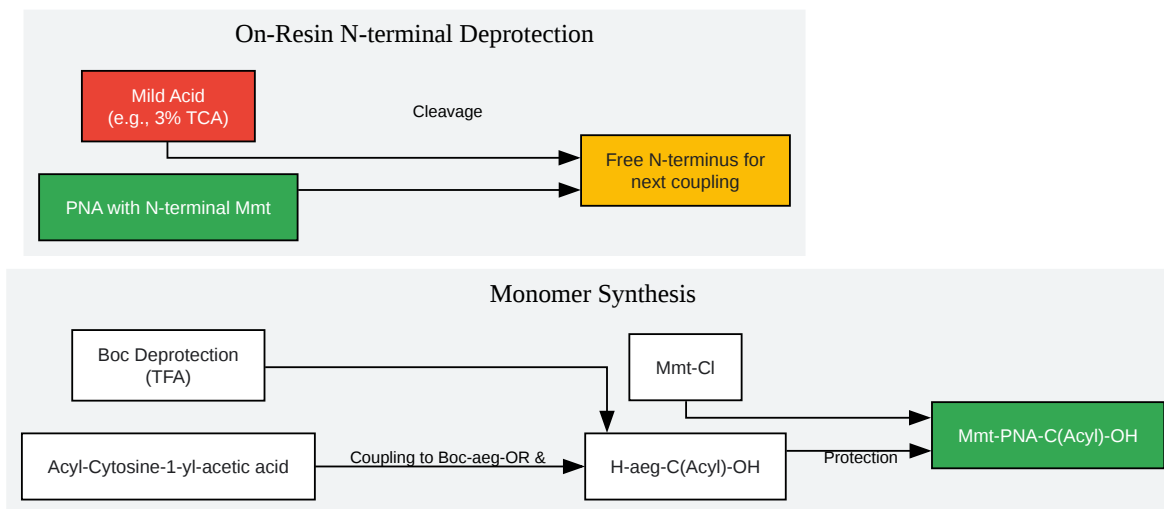 On-Resin N-terminal Deprotection
Mild Acid
(e.g., 3% TCA)
Cleavage
Free N-terminus for
next coupling
PNA with N-terminal Mmt
Monomer Synthesis
Boc Deprotection
(TFA)
Mmt-Cl
Mmt-PNA-C(Acyl)-OH
Acyl-Cytosine-1-yl-acetic acid
Coupling to Boc-aeg-OR &
H-aeg-C(Acyl)-OH
Protection